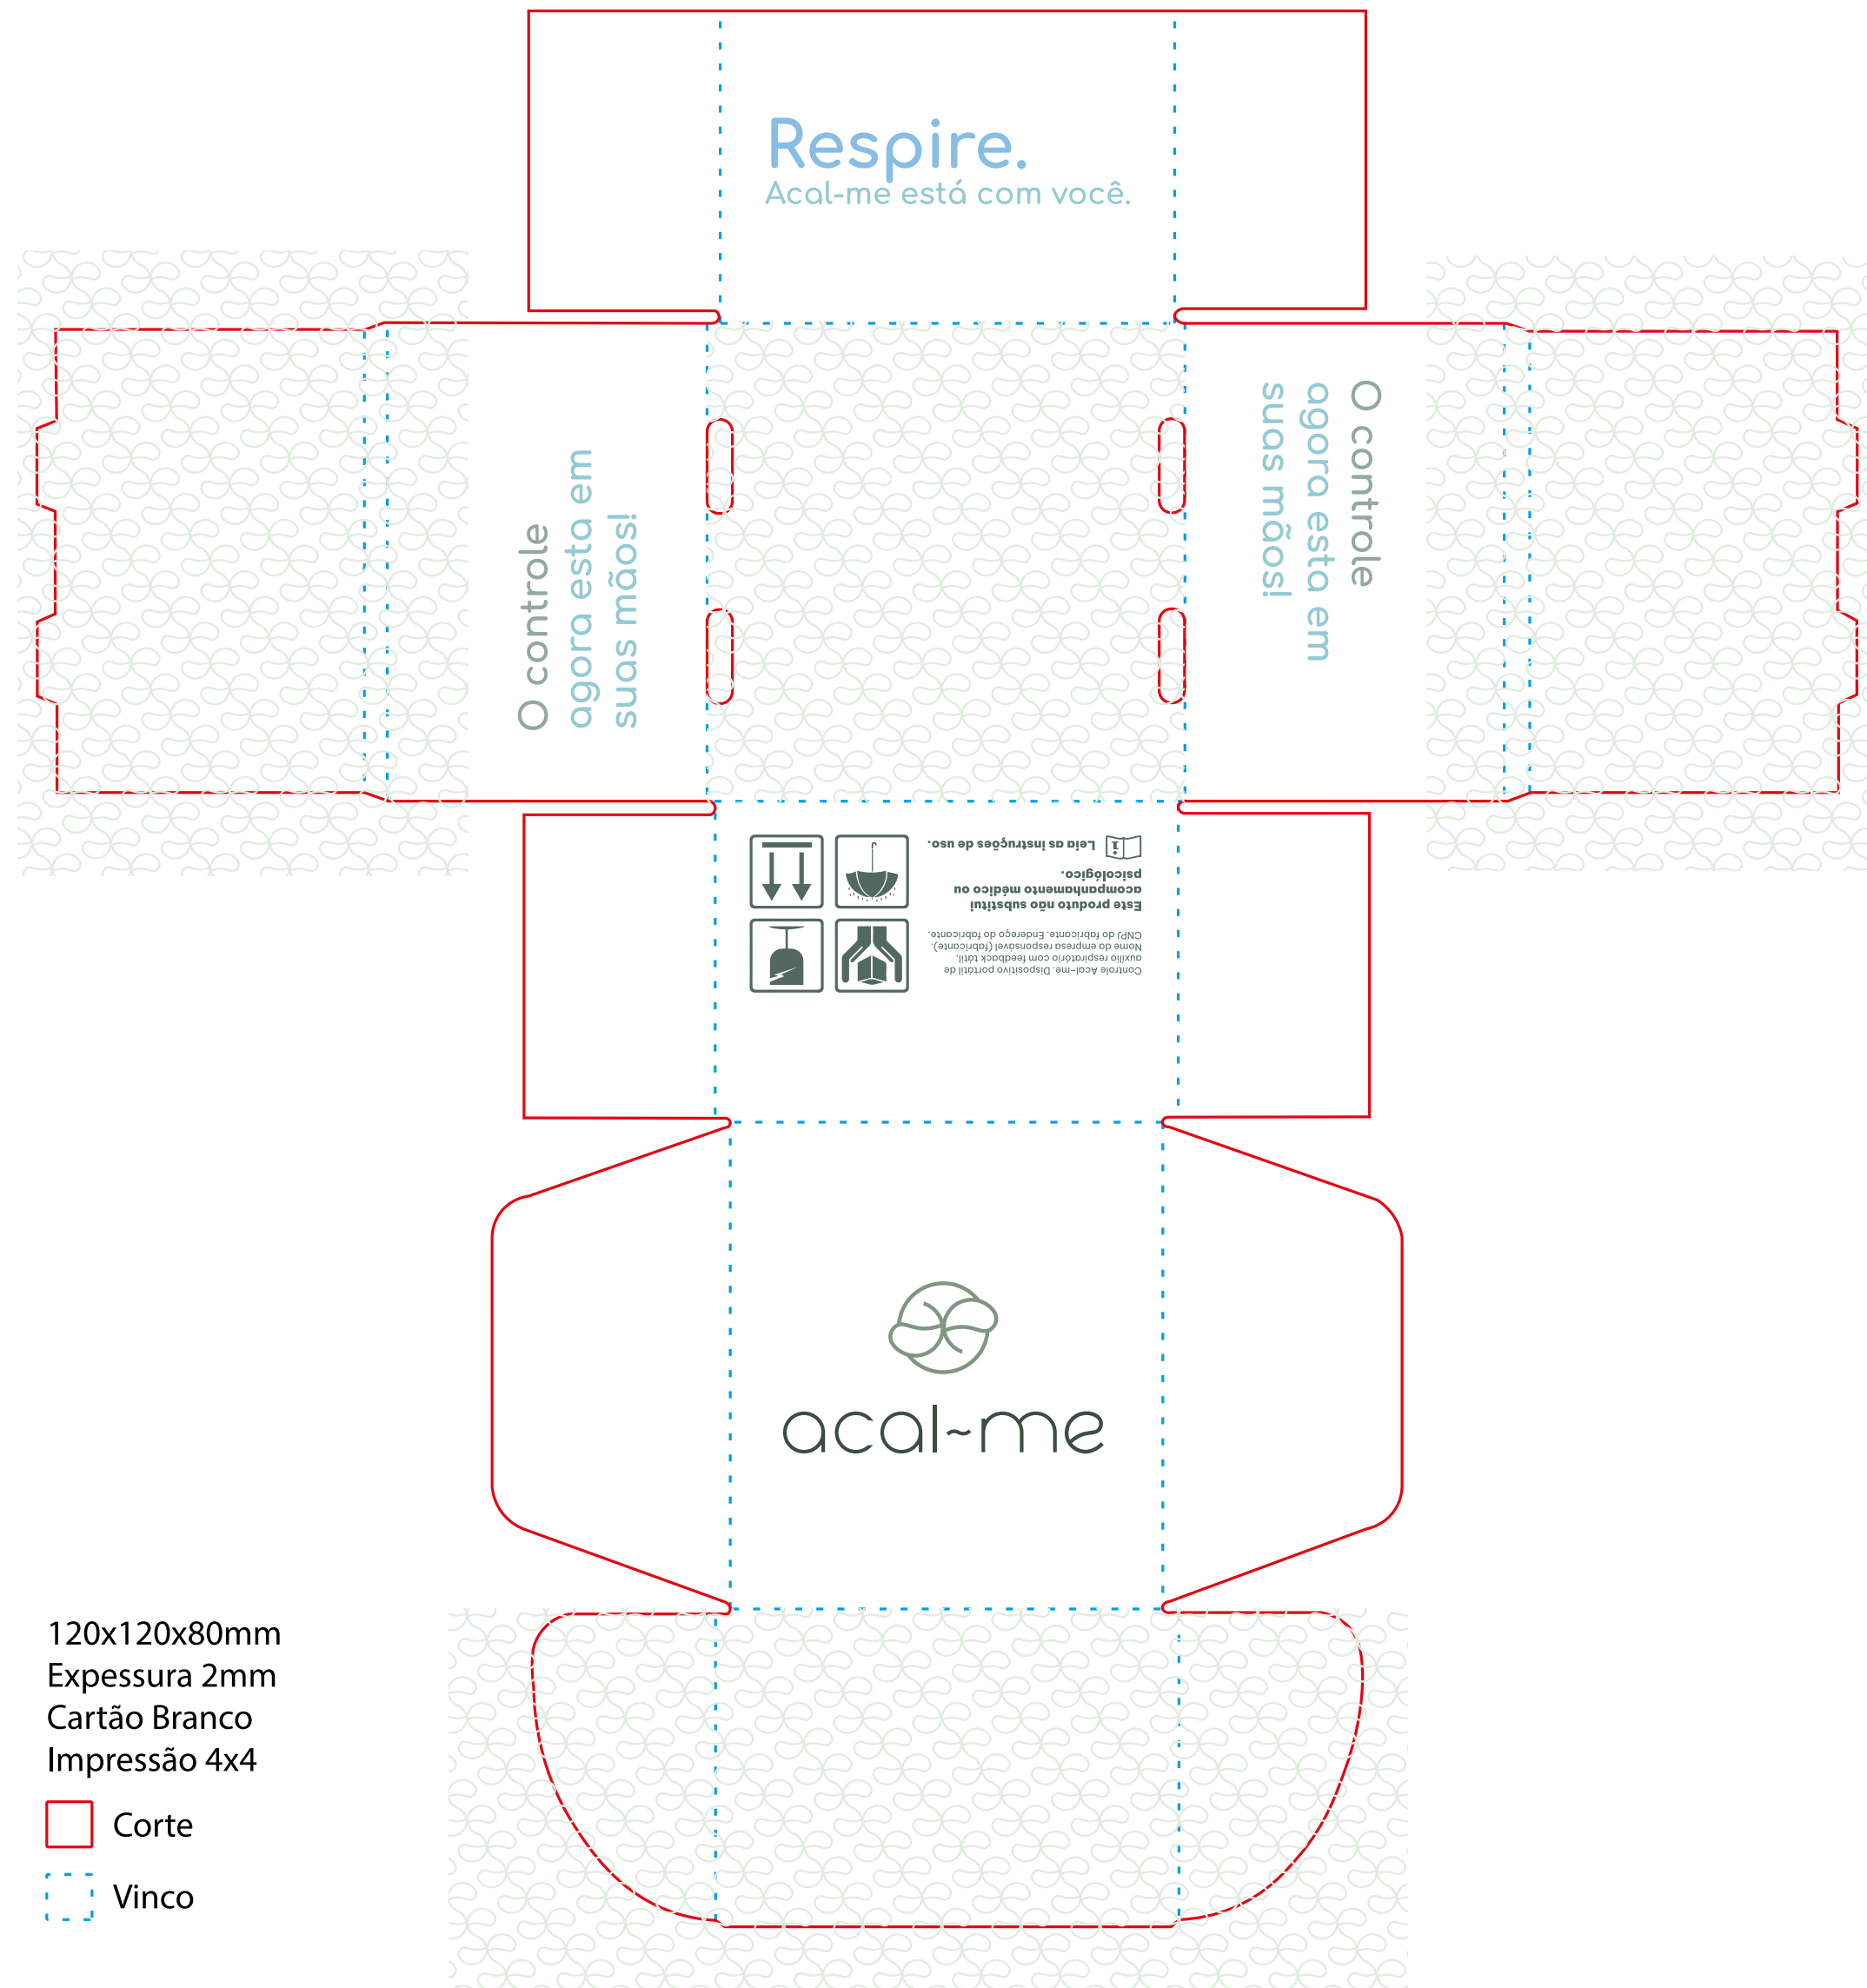 Respire.
Acal-me está com você.
O controle
agora esta em
suas mãos!
O controle
agora esta em
suas mãos!
Controle Acal-me. Dispositivo portátil de
auxílio respiratório com feedback tátil.
Nome da empresa responsável (fabricante).
CNPJ do fabricante. Endereço do fabricante.
Este produto não substitui
acompanhamento médico ou
psicológico.
i Leia as instruções de uso.
acal~me
120x120x80mm
Expessura 2mm
Cartão Branco
Impressão 4x4
Corte
Vinco